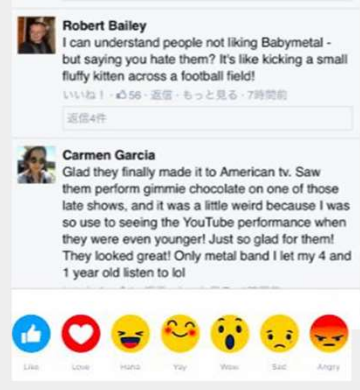 Robert Bailey
I can understand people not liking Babymetal -
but saying you hate them? It's like kicking a small
fluffy kitten across a football field!
いいね！ · 56 · 返信 · もっと見る · 7時間前
返信4件
Carmen Garcia
Glad they finally made it to American tv. Saw
them perform gimmie chocolate on one of those
late shows, and it was a little weird because I was
so use to seeing the YouTube performance when
they were even younger! Just so glad for them!
They looked great! Only metal band I let my 4 and
1 year old listen to lol
Like Love Haha Yay Wow Sad Angry